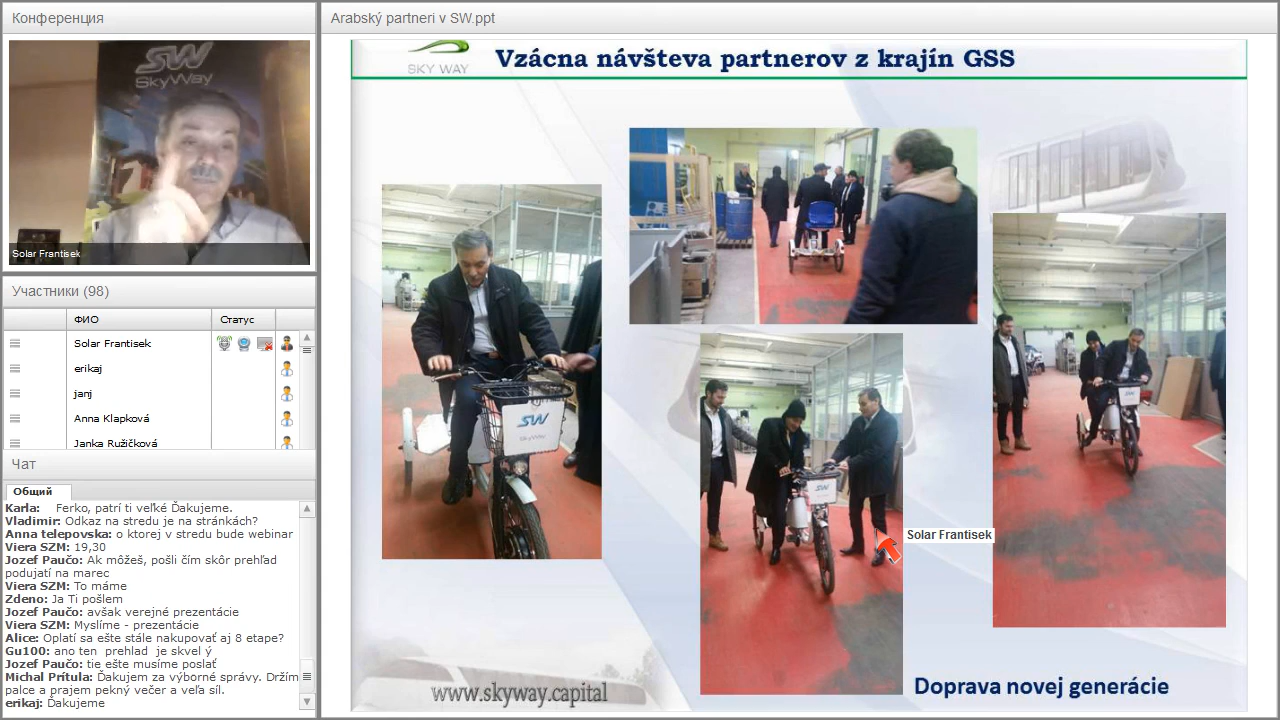 Конференция
SW
SkyWay
Solar Frantisek
Участники (98)
ФИО
Статус
Solar Frantisek
erikaj
janj
Anna Klapková
Janka Ružičková
Чат
Общий
Karla: Ferko, patrí ti veľké Ďakujeme.
Vladimir: Odkaz na stredu je na stránkách?
Anna telepovska: o ktorej v stredu bude webinar
Viera SZM: 19,30
Jozef Paučo: Ak môžeš, pošli čím skôr prehľad
podujatí na marec
Viera SZM: To máme
Zdeno: Ja Ti pošlem
Jozef Paučo: avšak verejné prezentácie
Viera SZM: Myslíme - prezentácie
Alice: Oplatí sa ešte stále nakupovať aj 8 etape?
Gu100: ano ten prehlad je skvel ý
Jozef Paučo: tie ešte musíme poslať
Michal Prítula: Ďakujem za výborné správy. Držím
palce a prajem pekný večer a veľa síl.
erikaj: Ďakujeme
Arabský partneri v SW.ppt
SKY WAY
Vzácna návšteva partnerov z krajín GSS
SW
SkyWay
SW
SW
Solar Frantisek
www.skyway.capital
Doprava novej generácie